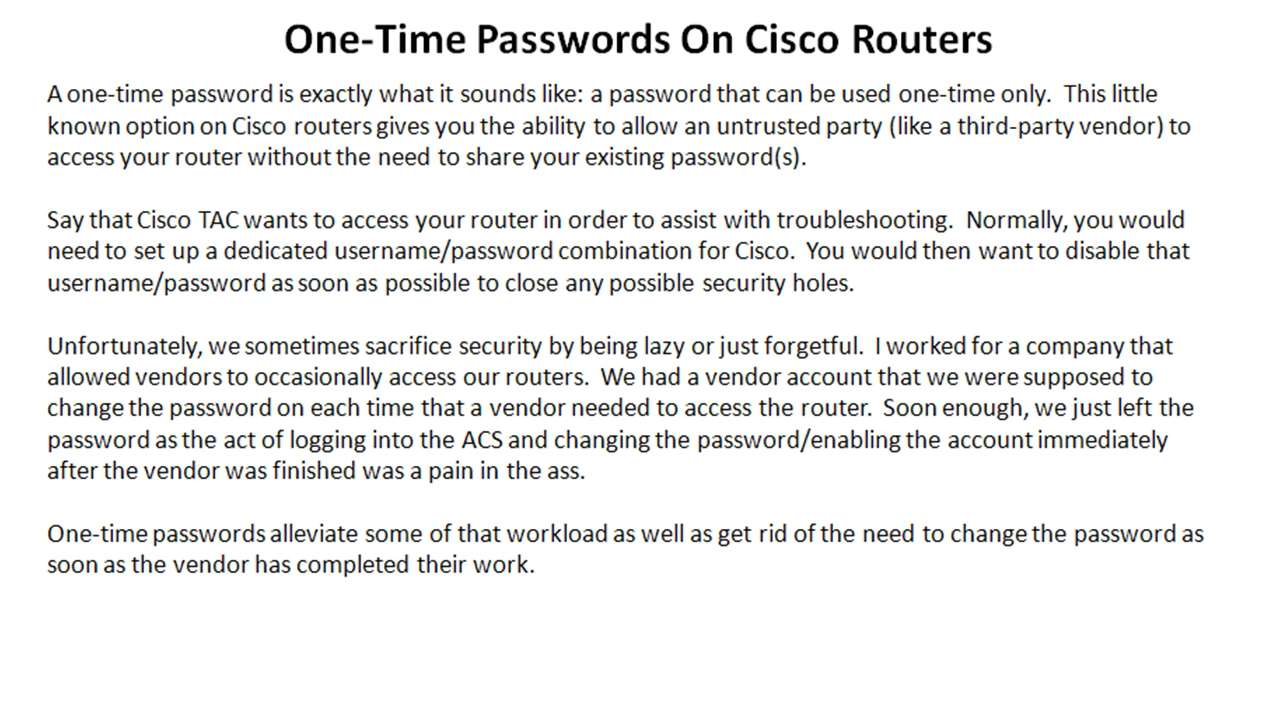 One-Time Passwords On Cisco Routers
A one-time password is exactly what it sounds like: a password that can be used one-time only. This little
known option on Cisco routers gives you the ability to allow an untrusted party (like a third-party vendor) to
access your router without the need to share your existing password(s).
Say that Cisco TAC wants to access your router in order to assist with troubleshooting. Normally, you would
need to set up a dedicated username/password combination for Cisco. You would then want to disable that
username/password as soon as possible to close any possible security holes.
Unfortunately, we sometimes sacrifice security by being lazy or just forgetful. I worked for a company that
allowed vendors to occasionally access our routers. We had a vendor account that we were supposed to
change the password on each time that a vendor needed to access the router. Soon enough, we just left the
password as the act of logging into the ACS and changing the password/enabling the account immediately
after the vendor was finished was a pain in the ass.
One-time passwords alleviate some of that workload as well as get rid of the need to change the password as
soon as the vendor has completed their work.